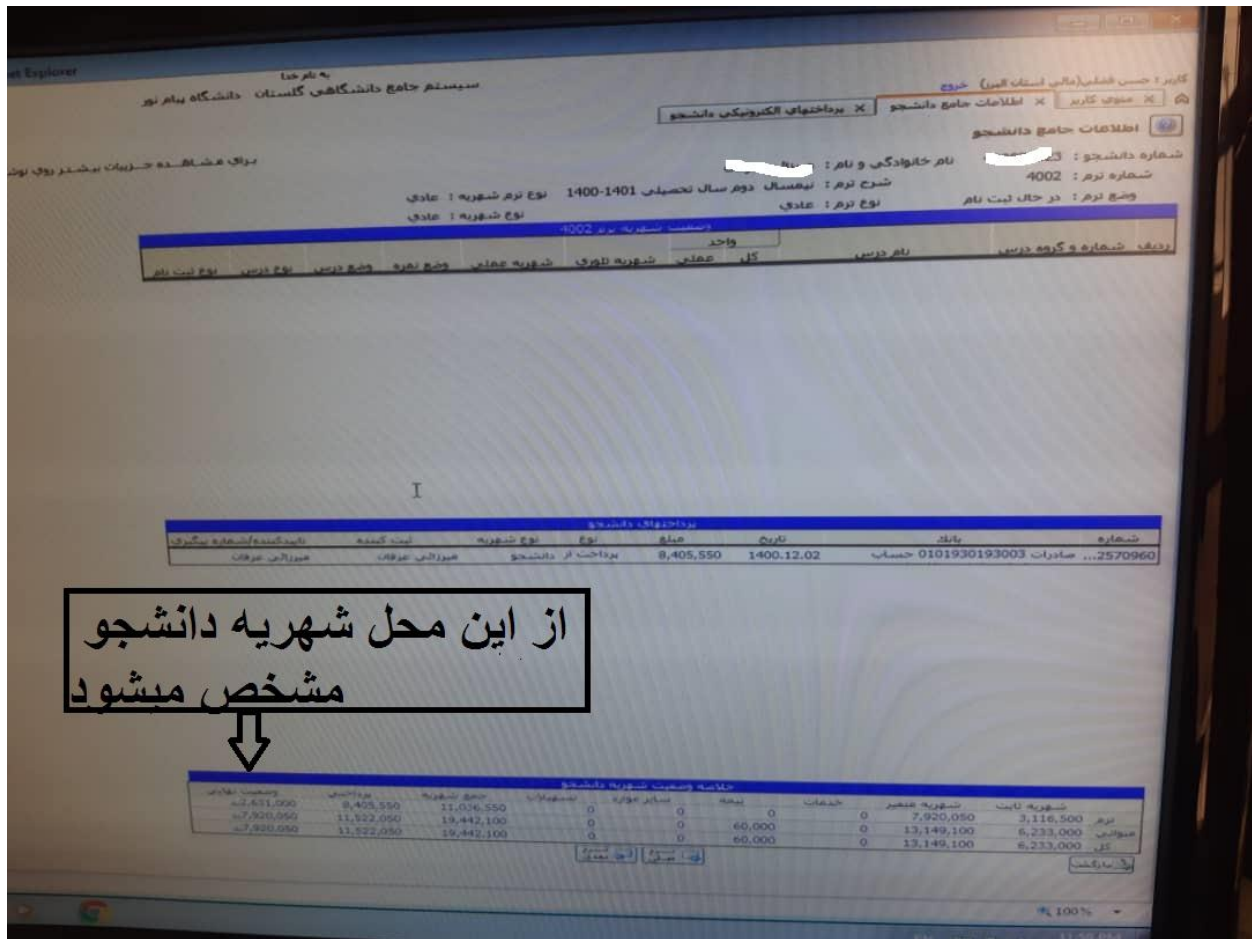 به نام خدا
سیستم جامع دانشگاهی گلستان دانشگاه پیام نور
کاربر : حسن فضلی(مالی استان البرز) خروج
منوی کاربر × اطلاعات جامع دانشجو × پرداختهای الکترونیکی دانشجو ×
اطلاعات جامع دانشجو
برای مشاهده جزییات بیشتر روی
شماره دانشجو : نام خانوادگی و نام :
شماره ترم : 4002 شرح ترم : نیمسال دوم سال تحصیلی 1401-1400 نوع ترم شهریه : عادی
وضع ترم : در حال ثبت نام نوع ترم : عادی نوع شهریه : عادی
وضعیت شهریه ترم 4002
ردیف شماره و گروه درس نام درس واحد کل عملی شهریه تئوری شهریه عملی وضع نمره وضع درس نوع درس نوع ثبت نام
پرداختهای دانشجو
شماره بانک تاریخ مبلغ نوع نوع شهریه ثبت کننده تاییدکننده/شماره پیگیری
2570960... صادرات 0101930193003 حساب 1400.12.02 8,405,550 پرداخت از دانشجو میرزائی عرفان میرزائی عرفان
از این محل شهریه دانشجو
مشخص میشود
خلاصه وضعیت شهریه دانشجو
شهریه ثابت شهریه متغیر خدمات بیمه سایر موارد تسهیلات جمع شهریه پرداختی وضعیت نهایی
ترم 3,116,500 7,920,050 0 0 0 0 11,036,550 8,405,550 2,631,000
6,233,000 13,149,100 0 60,000 0 0 19,442,100 11,522,050 7,920,050
کل 6,233,000 13,149,100 0 60,000 0 0 19,442,100 11,522,050 7,920,050
بازگشت
100%